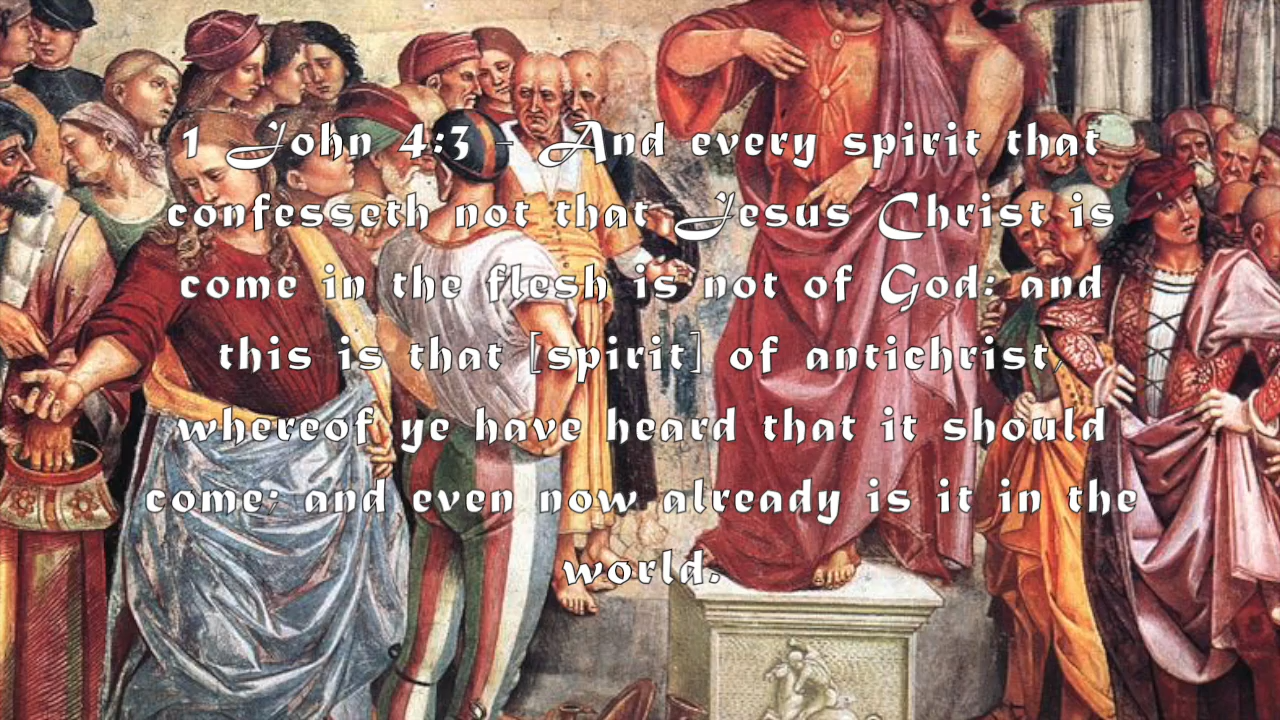 1 John 4:3 - And every spirit that
confesseth not that Jesus Christ is
come in the flesh is not of God: and
this is that [spirit] of antichrist,
whereof ye have heard that it should
come; and even now already is it in the
world.